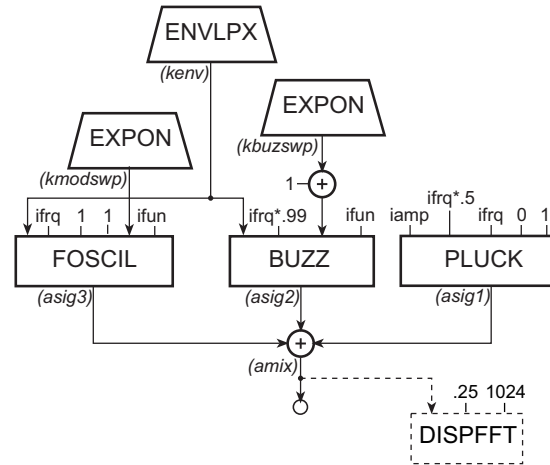 ENVLPX
(kenv)
EXPON
(kbuzswp)
EXPON
(kmodswp)
1 +
ifrq 1 1 ifun
ifrq*.99 ifun
iamp ifrq*.5 ifrq 0 1
FOSCIL
BUZZ
PLUCK
(asig3)
(asig2)
(asig1)
+
(amix)
.25 1024
DISPFFT